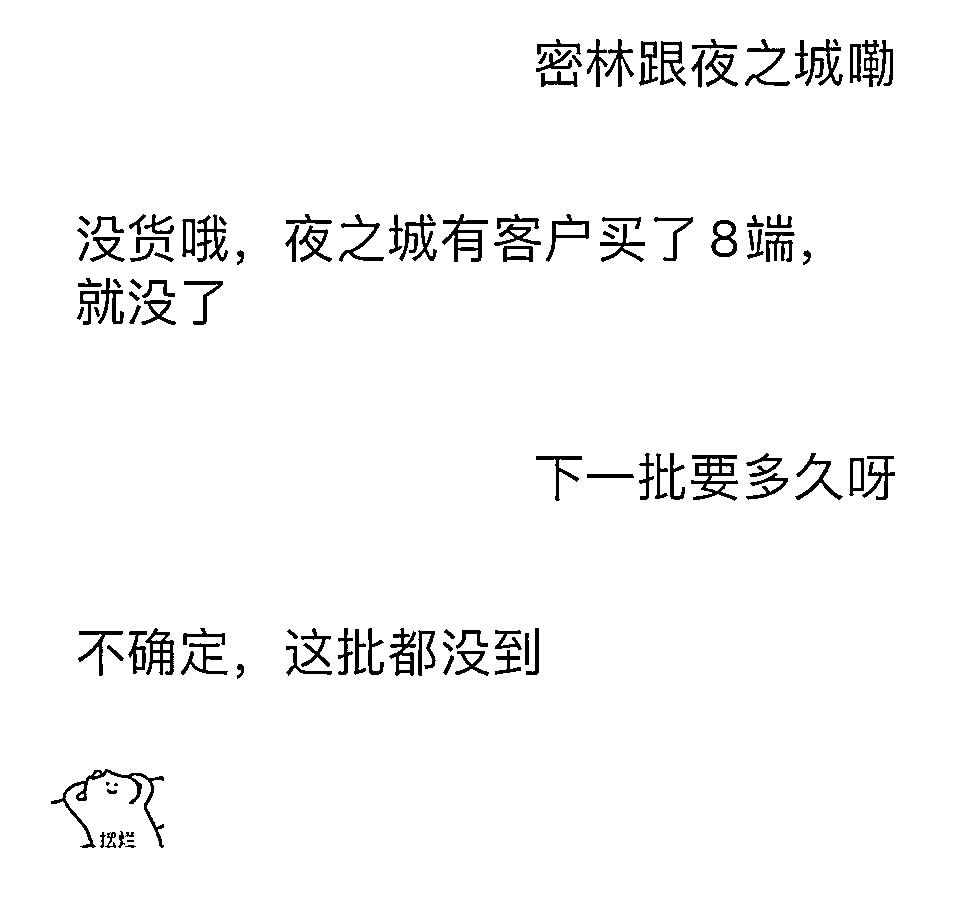 密林跟夜之城嘞
没货哦，夜之城有客户买了8端，
就没了
下一批要多久呀
不确定，这批都没到
摆烂